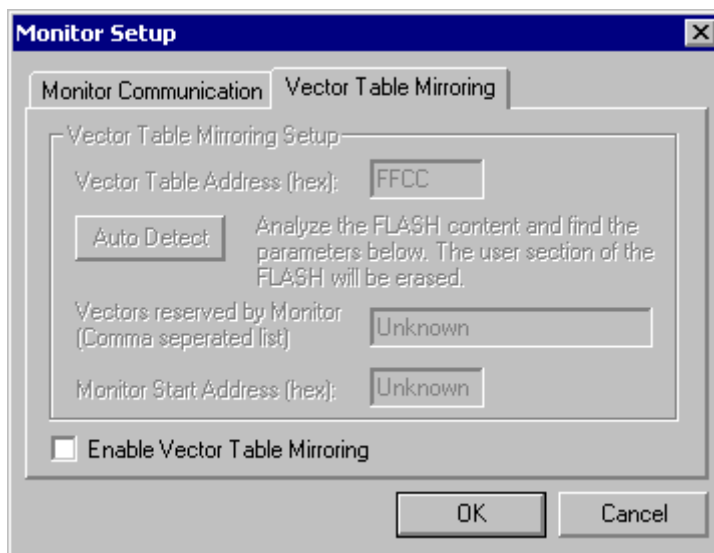 Monitor Setup
Monitor Communication
Vector Table Mirroring
Vector Table Mirroring Setup
Vector Table Address (hex):
FFCC
Auto Detect
Analyze the FLASH content and find the
parameters below. The user section of the
FLASH will be erased.
Vectors reserved by Monitor
(Comma seperated list)
Unknown
Monitor Start Address (hex):
Unknown
Enable Vector Table Mirroring
OK
Cancel